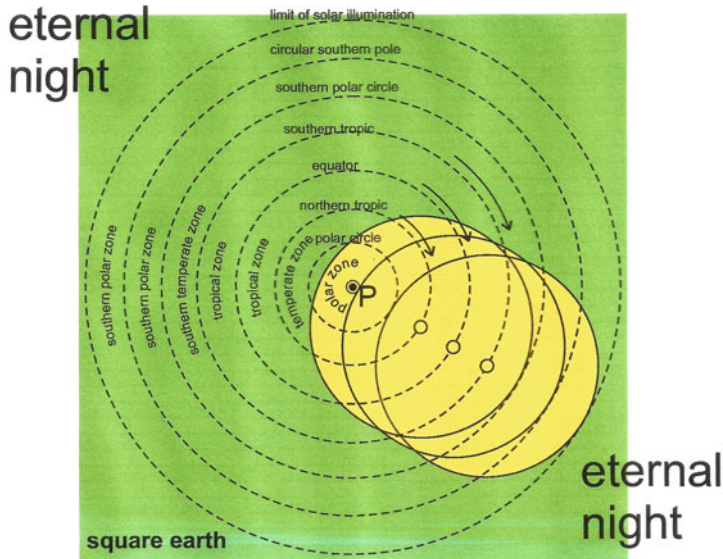 eternal
night
limit of solar illumination
circular southern pole
southern polar circle
southern tropic
equator
northern tropic
polar circle
southern polar zone
southern polar zone
southern temperate zone
tropical zone
tropical zone
temperate zone
polar zone
P
eternal
night
square earth